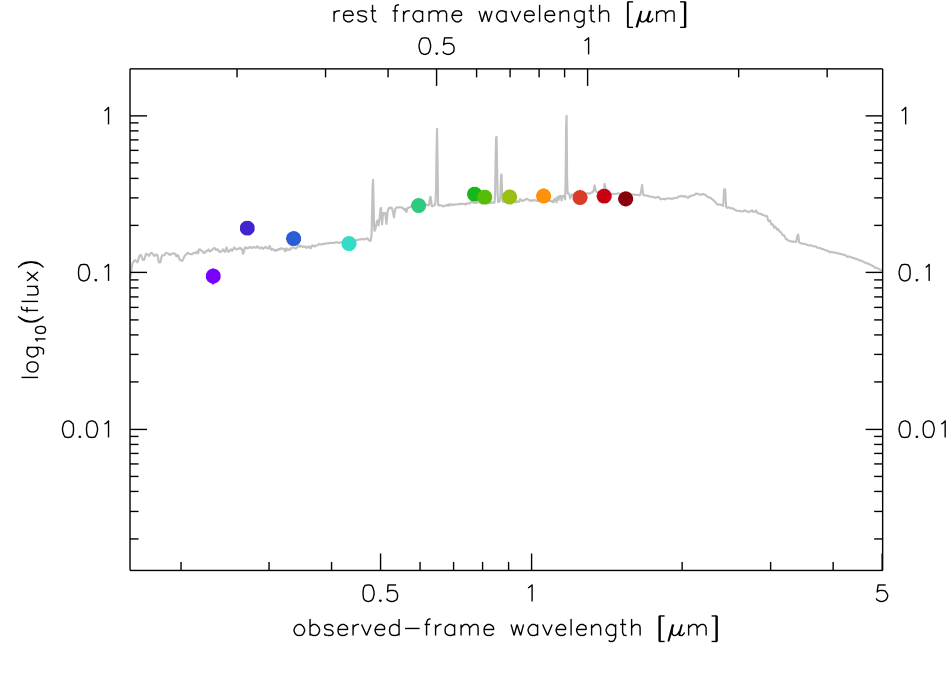 rest frame wavelength [μm]
0.5 1
1 1
0.1 0.1
0.01 0.01
log₁₀(flux)
0.5 1 5
observed-frame wavelength [μm]